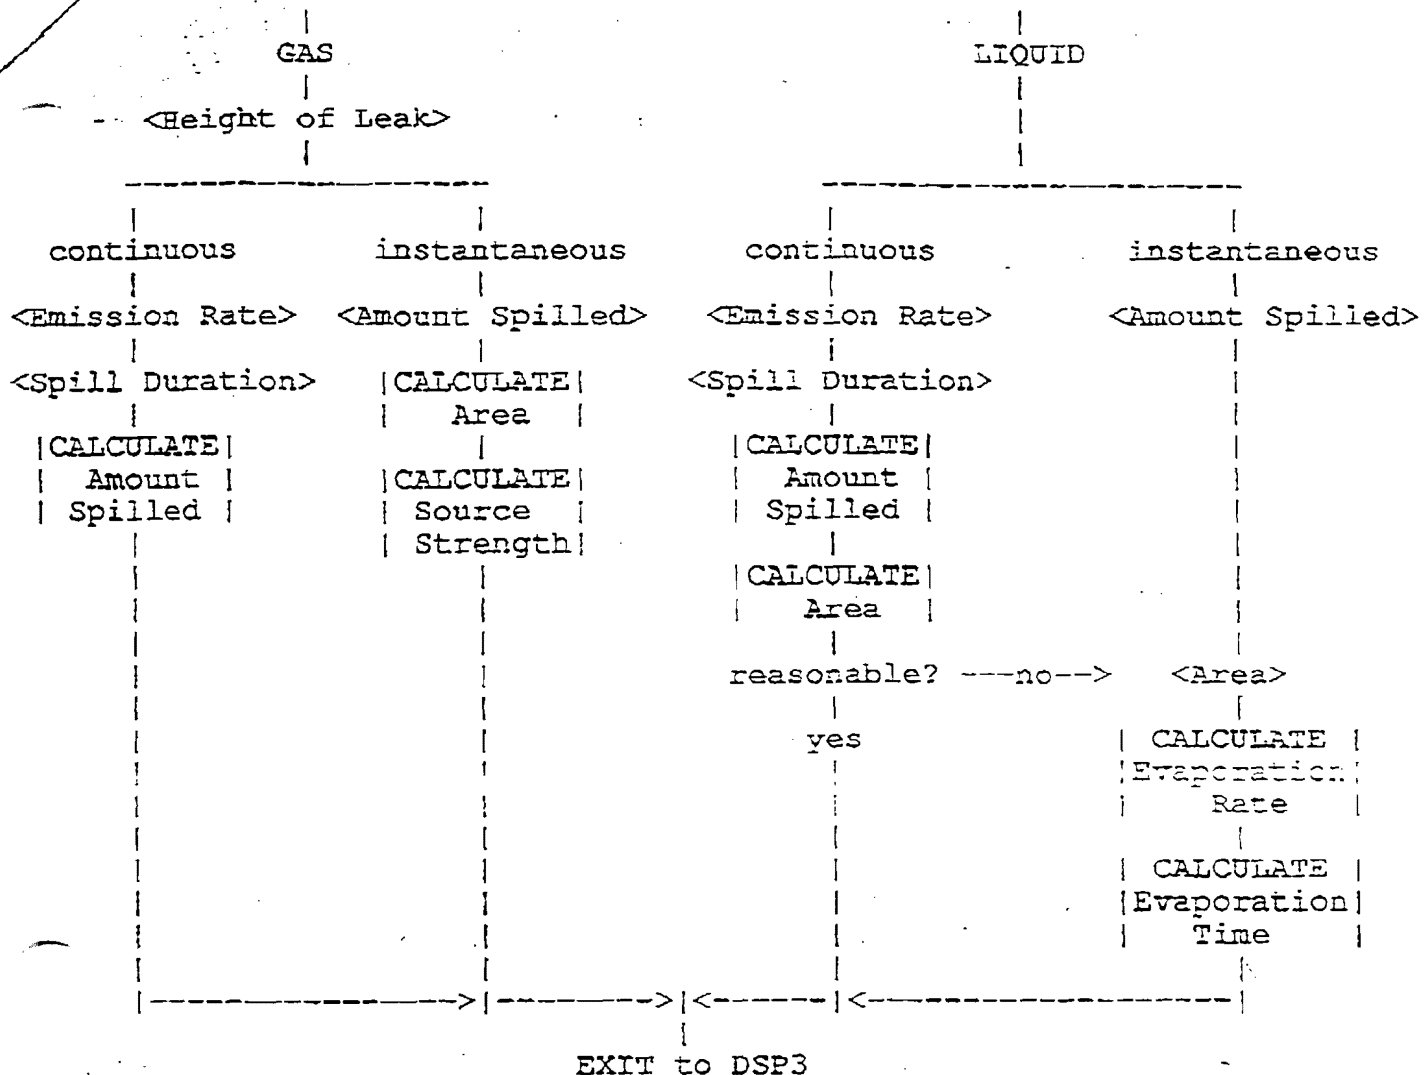 GAS LIQUID
<Height of Leak>
continuous instantaneous continuous instantaneous
<Emission Rate> <Amount Spilled> <Emission Rate> <Amount Spilled>
<Spill Duration> |CALCULATE| <Spill Duration>
| Area |
|CALCULATE| |CALCULATE|
| Amount | |CALCULATE| | Amount |
| Spilled | | Source | | Spilled |
| Strength|
|CALCULATE|
| Area |
reasonable? ---no--> <Area>
yes | CALCULATE |
|Evaporation|
| Rate |
| CALCULATE |
|Evaporation|
| Time |
EXIT to DSP3